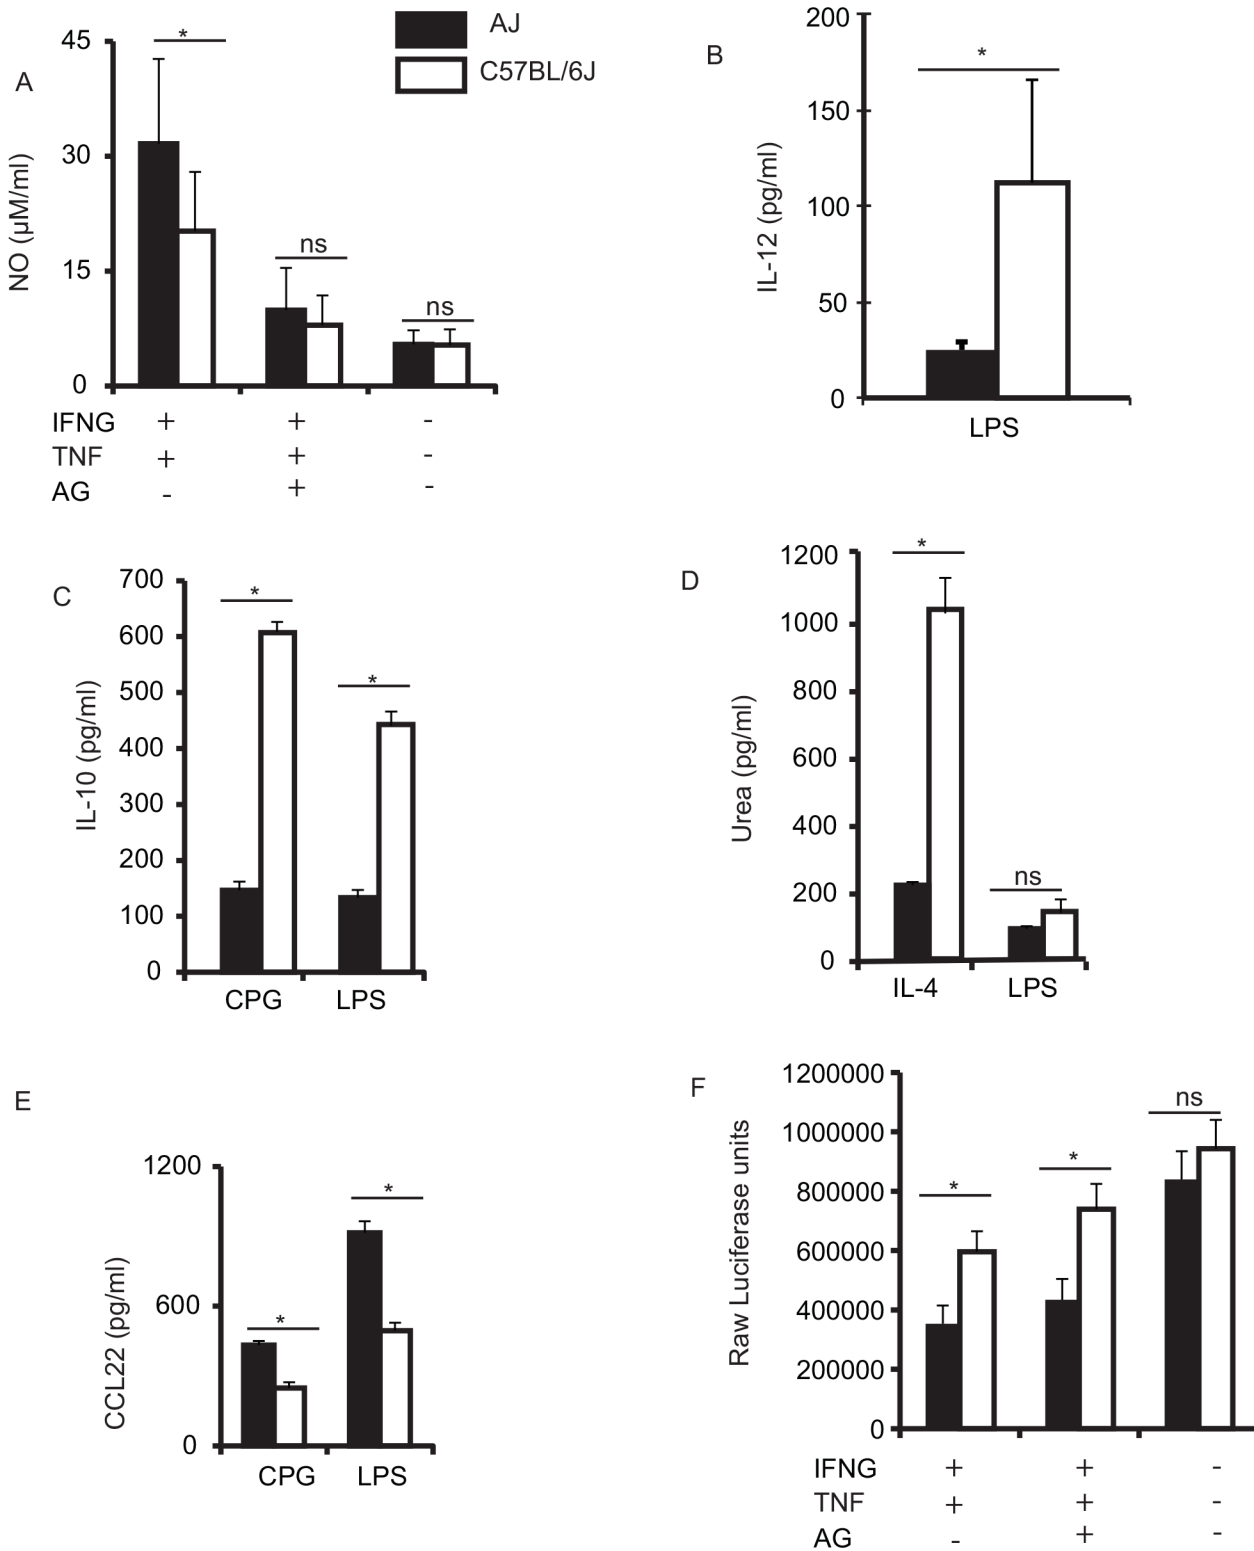 AJ
C57BL/6J
A
NO (µM/ml)
45
30
15
0
*
ns
ns
IFNG + + -
TNF + + -
AG - + -
B
IL-12 (pg/ml)
200
150
100
50
0
*
LPS
C
IL-10 (pg/ml)
700
600
500
400
300
200
100
0
*
*
CPG LPS
D
Urea (pg/ml)
1200
1000
800
600
400
200
0
*
ns
IL-4 LPS
E
CCL22 (pg/ml)
1200
600
0
*
*
CPG LPS
F
Raw Luciferase units
1200000
1000000
800000
600000
400000
200000
0
*
*
ns
IFNG + + -
TNF + + -
AG - + -